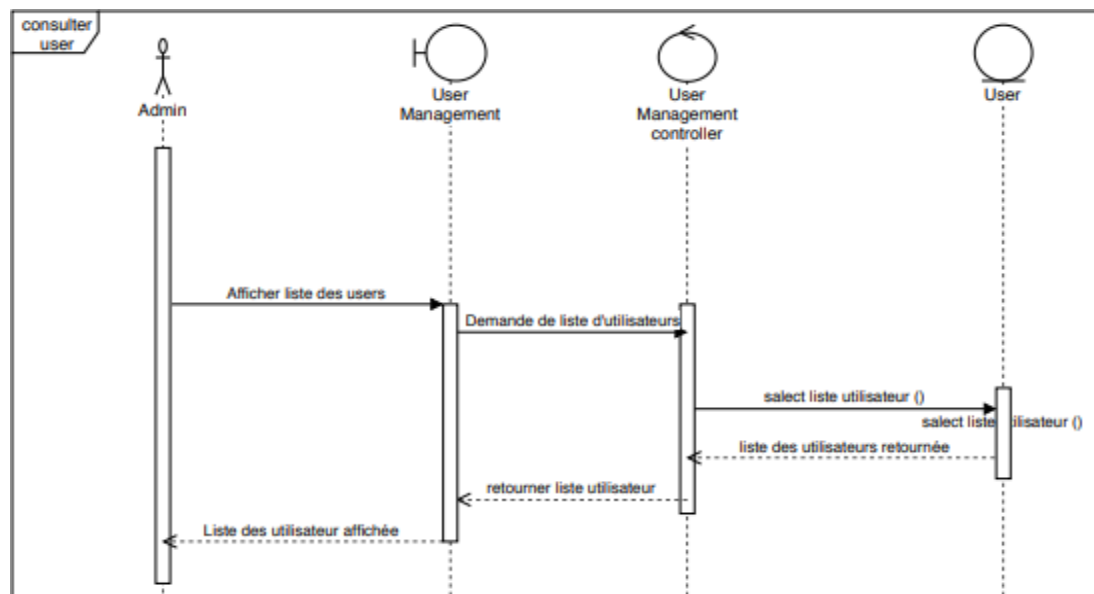 consulter
user
Admin
User
Management
User
Management
controller
User
Afficher liste des users
Demande de liste d'utilisateurs
salect liste utilisateur ()
salect liste utilisateur ()
liste des utilisateurs retournée
retourner liste utilisateur
Liste des utilisateur affichée